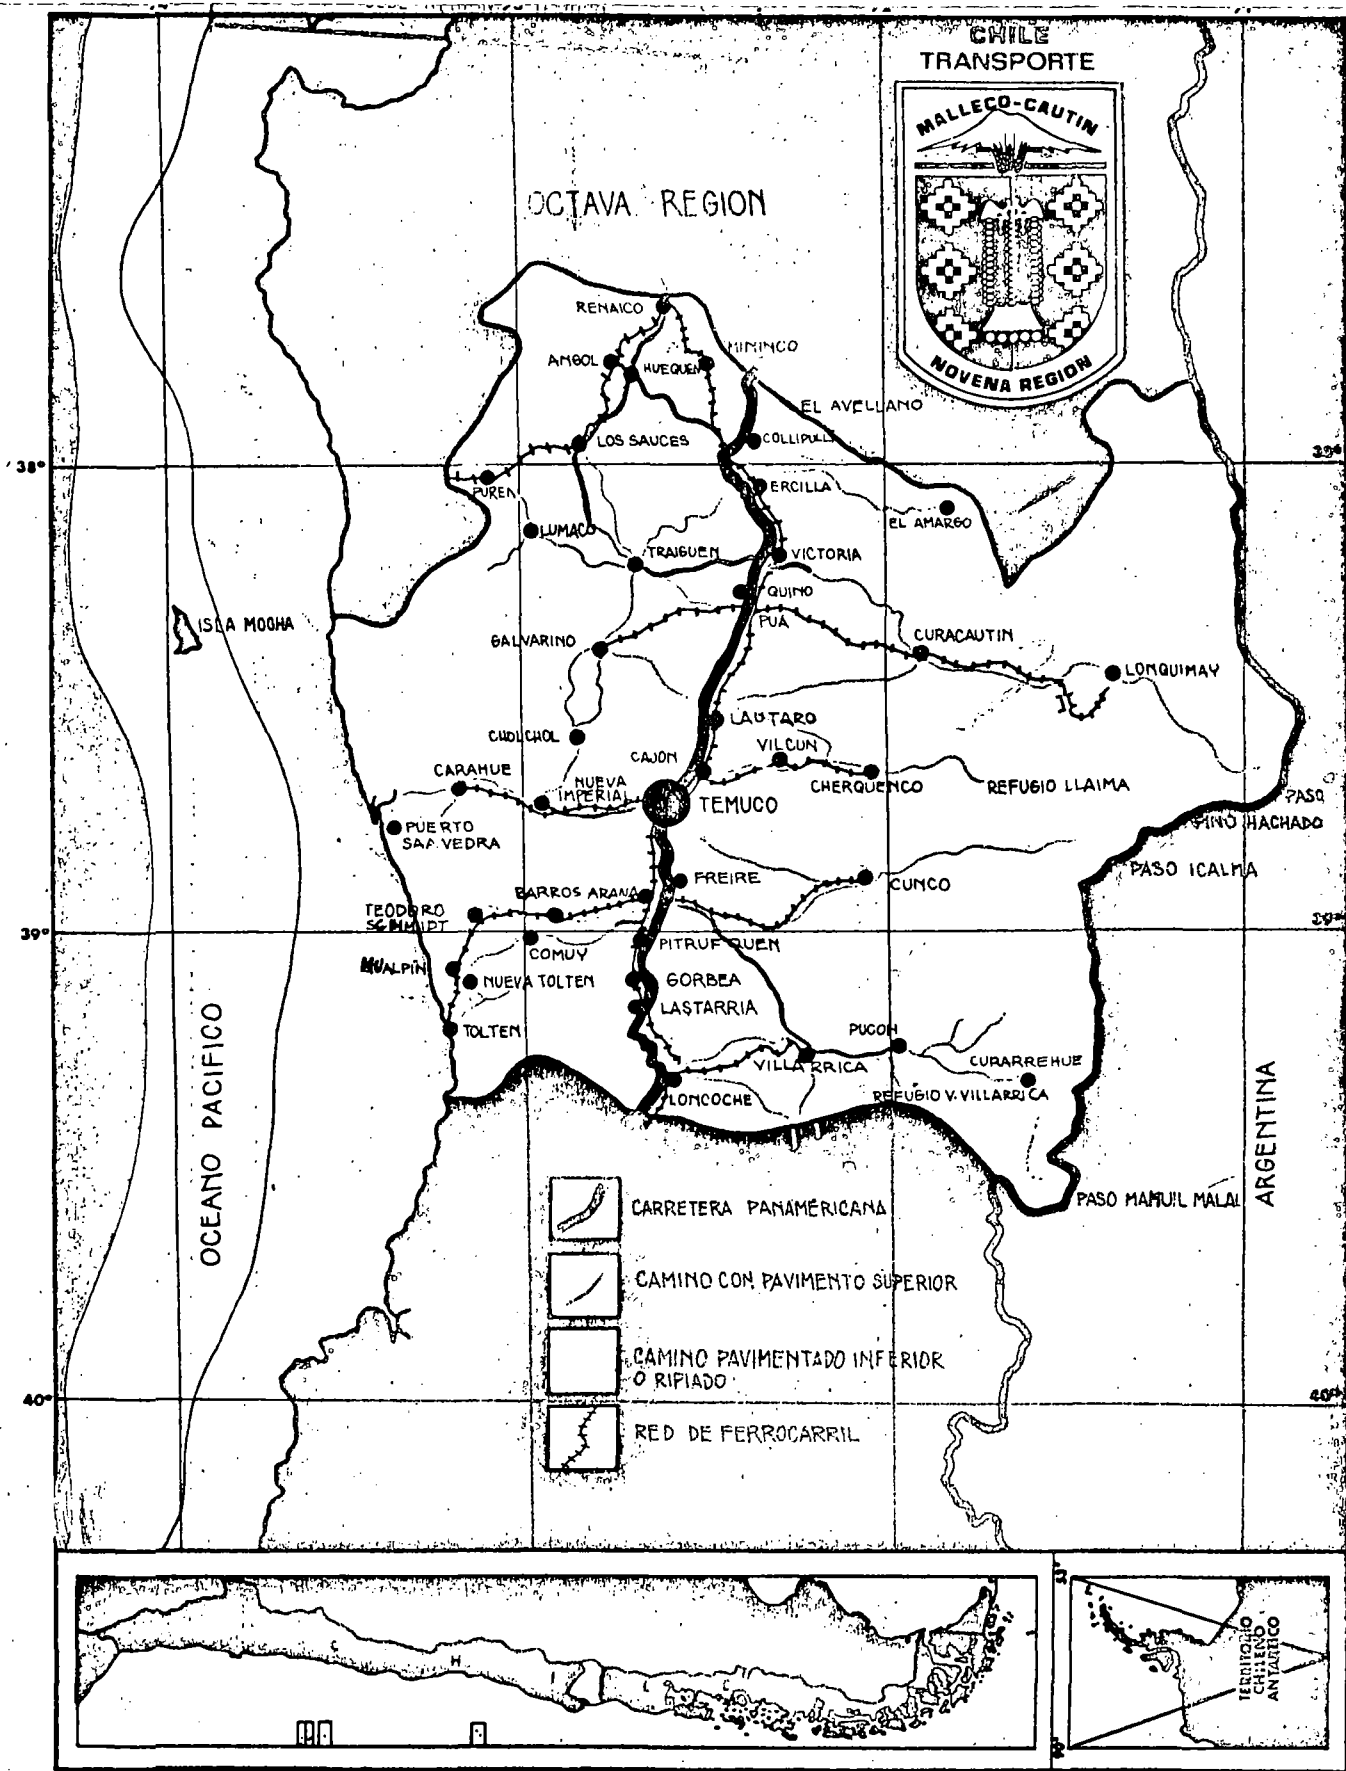 CHILE
TRANSPORTE
MALLECO-CAUTIN
NOVENA REGION
OCTAVA REGION
RENAICO
ANGOL
HUEQUEN
MININCO
EL AVELLANO
LOS SAUCES
COLLIPULLI
38°
PUREN
ERCILLA
LUMACO
EL AMARGO
TRAIGUEN
VICTORIA
QUINO
PUA
ISLA MOCHA
GALVARINO
CURACAUTIN
LONQUIMAY
LAUTARO
CHOLCHOL
VILCUN
CAJON
CARAHUE
NUEVA
IMPERIAL
CHERQUENCO
REFUGIO LLAIMA
TEMUCO
PASO
PINO HACHADO
PUERTO
SAAVEDRA
PASO ICALMA
FREIRE
CUNCO
BARROS ARANA
TEODORO
SCHMIDT
39°
39°
PITRUFQUEN
COMUY
HUALPIN
NUEVA TOLTEN
GORBEA
LASTARRIA
TOLTEN
PUCON
VILLARRICA
CURARREHUE
LONCOCHE
REFUGIO V. VILLARRICA
OCEANO PACIFICO
ARGENTINA
PASO MAMUIL MALAL
CARRETERA PANAMERICANA
CAMINO CON PAVIMENTO SUPERIOR
CAMINO PAVIMENTADO INFERIOR
O RIPIADO
40°
40°
RED DE FERROCARRIL
C
H
I
L
E
53°
90°
TERRITORIO
CHILENO
ANTARTICO